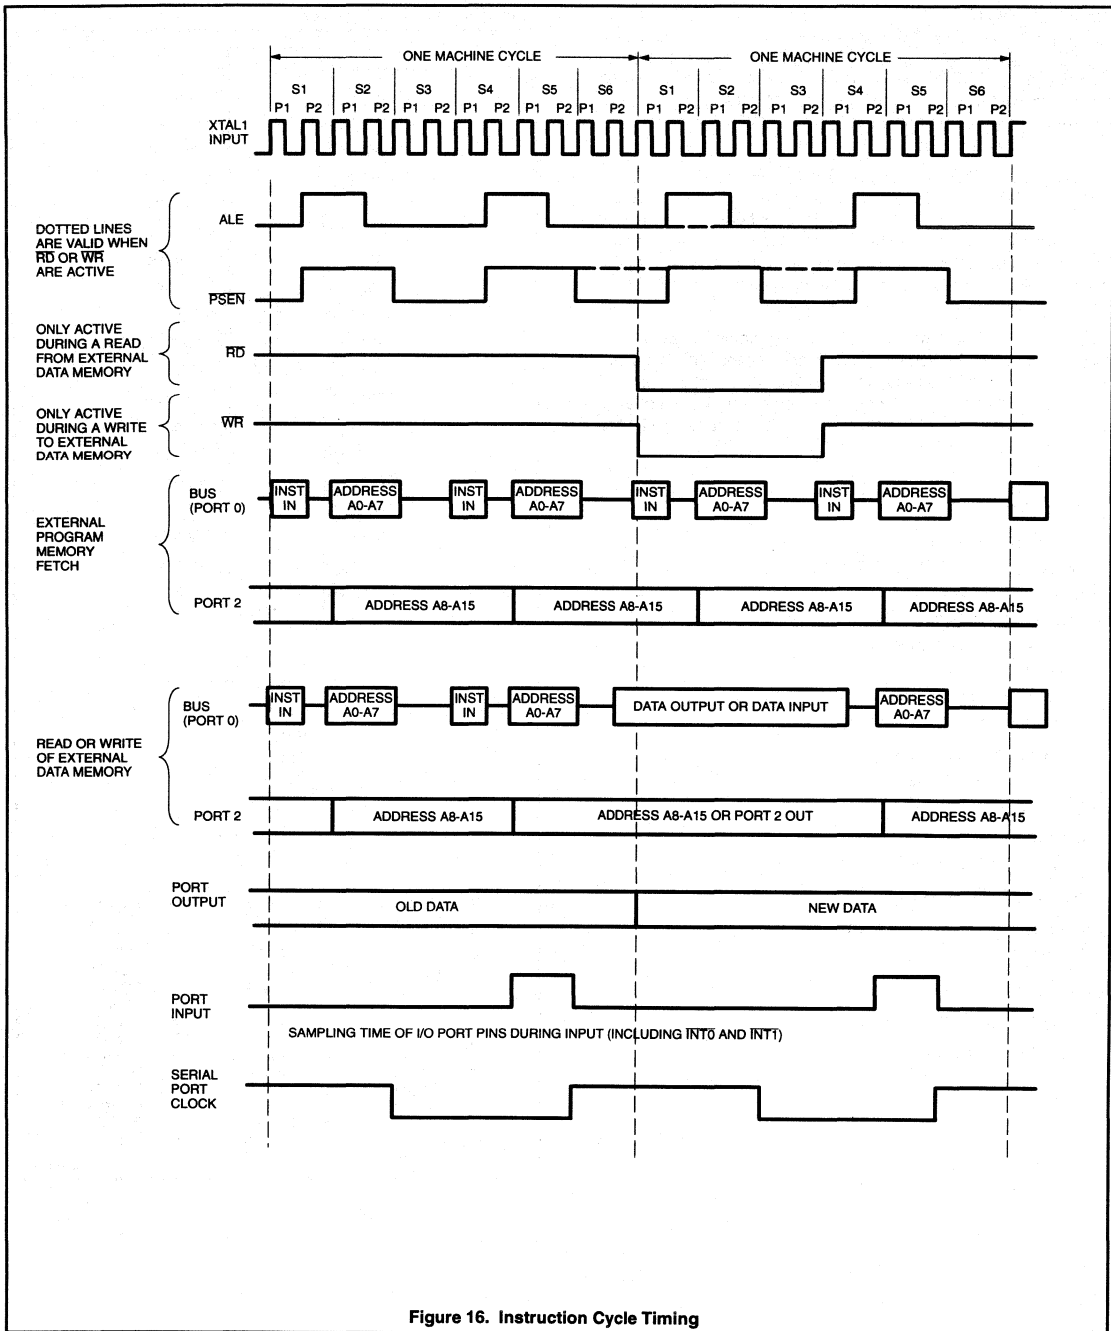 ONE MACHINE CYCLE ONE MACHINE CYCLE
S1 S2 S3 S4 S5 S6 S1 S2 S3 S4 S5 S6
P1 P2 P1 P2 P1 P2 P1 P2 P1 P2 P1 P2 P1 P2 P1 P2 P1 P2 P1 P2 P1 P2 P1 P2
XTAL1
INPUT
DOTTED LINES
ARE VALID WHEN
R̅D̅ OR W̅R̅
ARE ACTIVE
ALE
P̅S̅E̅N̅
ONLY ACTIVE
DURING A READ
FROM EXTERNAL
DATA MEMORY
R̅D̅
ONLY ACTIVE
DURING A WRITE
TO EXTERNAL
DATA MEMORY
W̅R̅
EXTERNAL
PROGRAM
MEMORY
FETCH
BUS
(PORT 0)
INST
IN
ADDRESS
A0-A7
INST
IN
ADDRESS
A0-A7
INST
IN
ADDRESS
A0-A7
INST
IN
ADDRESS
A0-A7
PORT 2
ADDRESS A8-A15 ADDRESS A8-A15 ADDRESS A8-A15 ADDRESS A8-A15
READ OR WRITE
OF EXTERNAL
DATA MEMORY
BUS
(PORT 0)
INST
IN
ADDRESS
A0-A7
INST
IN
ADDRESS
A0-A7
DATA OUTPUT OR DATA INPUT
ADDRESS
A0-A7
PORT 2
ADDRESS A8-A15 ADDRESS A8-A15 OR PORT 2 OUT ADDRESS A8-A15
PORT
OUTPUT
OLD DATA NEW DATA
PORT
INPUT
SAMPLING TIME OF I/O PORT PINS DURING INPUT (INCLUDING I̅N̅T̅0̅ AND I̅N̅T̅1̅)
SERIAL
PORT
CLOCK
Figure 16. Instruction Cycle Timing